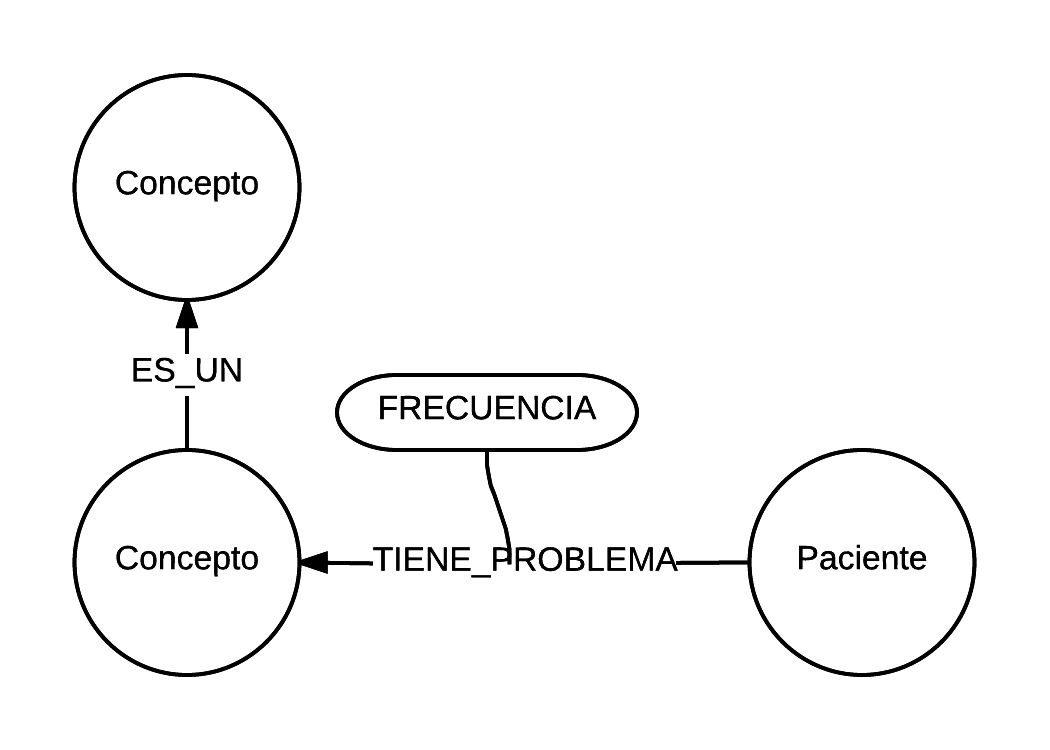 Concepto
ES_UN
FRECUENCIA
Concepto
TIENE_PROBLEMA
Paciente